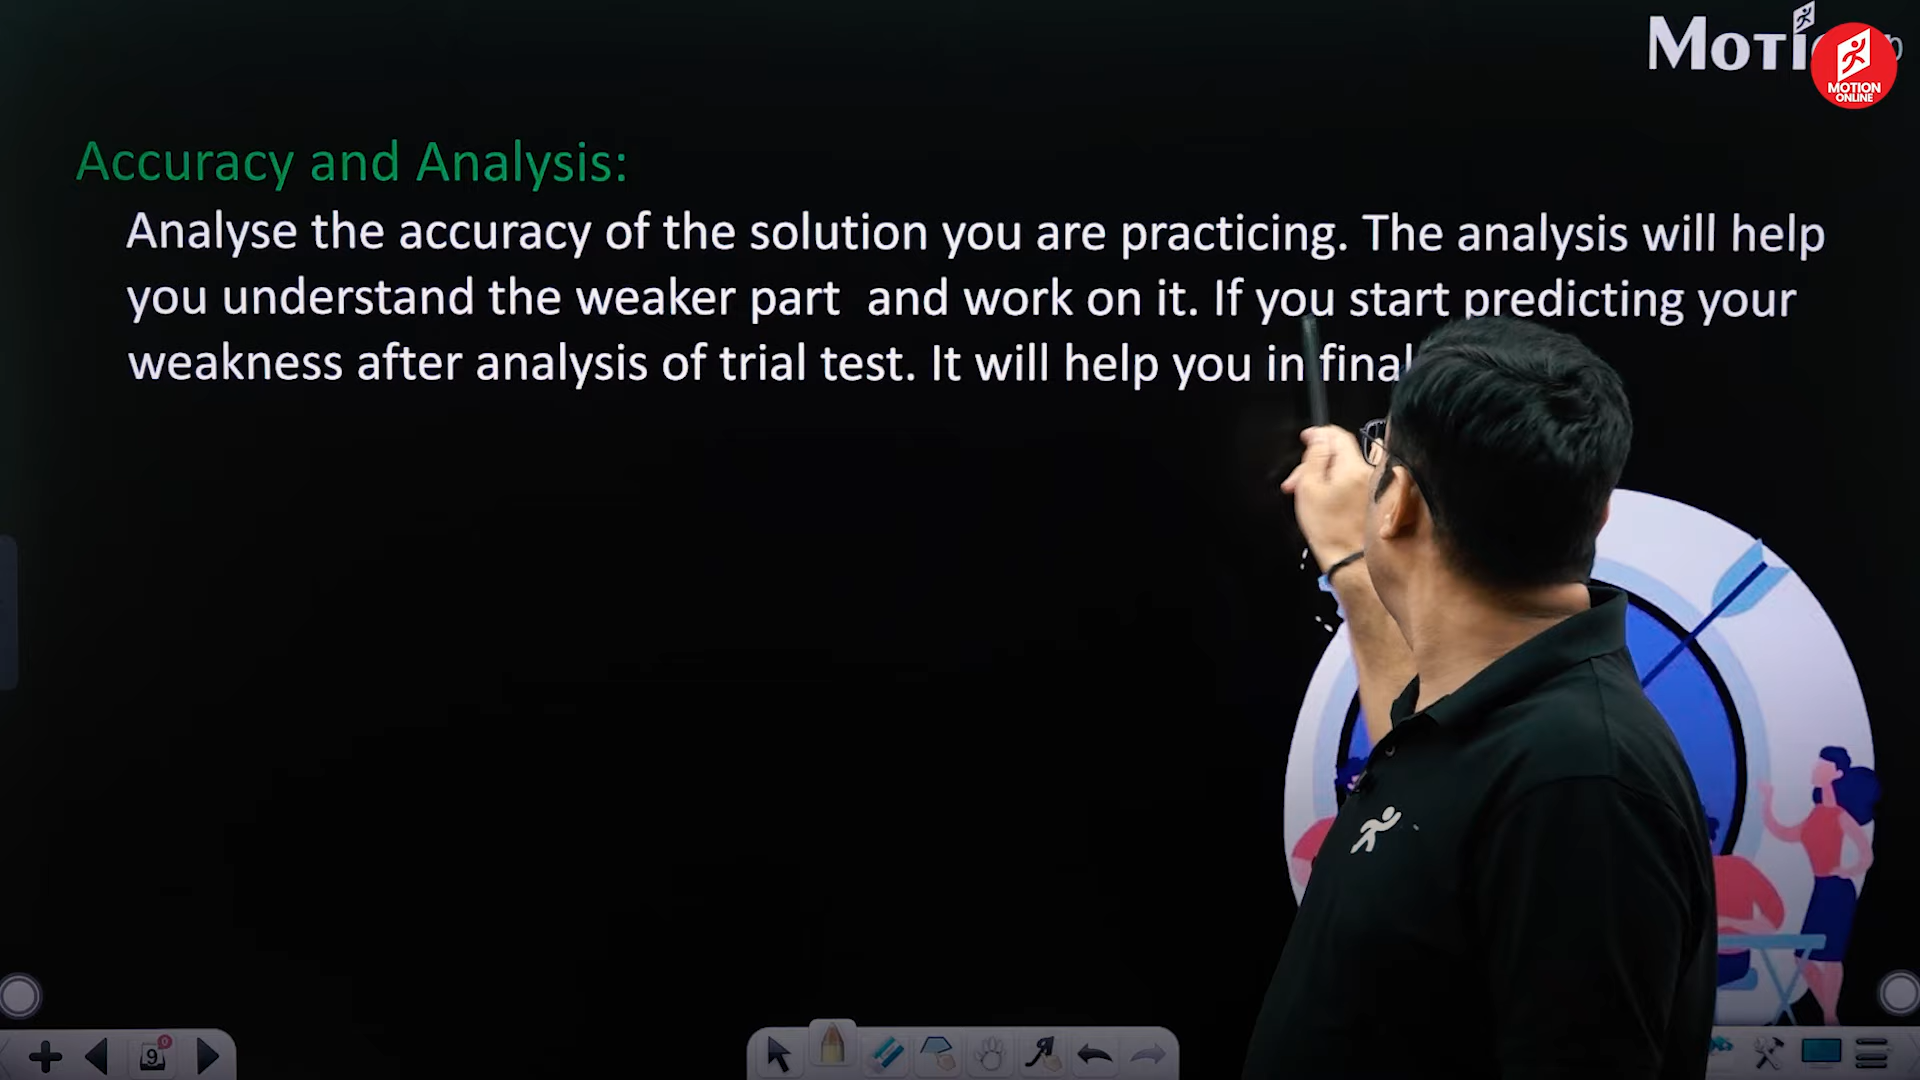 MOTI
MOTION
ONLINE
Accuracy and Analysis:
Analyse the accuracy of the solution you are practicing. The analysis will help
you understand the weaker part and work on it. If you start predicting your
weakness after analysis of trial test. It will help you in final
9